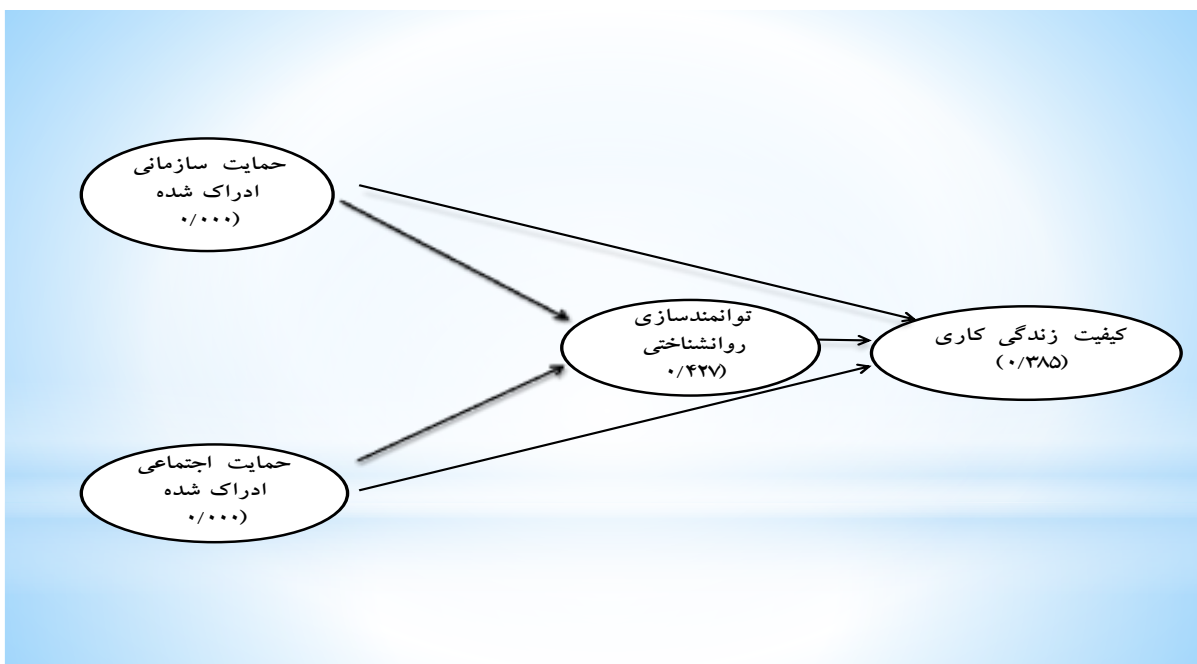 حمایت سازمانی
ادراک شده
۰/۰۰۰)
توانمندسازی
روانشناختی
۰/۴۲۷)
کیفیت زندگی کاری
(۰/۳۸۵)
حمایت اجتماعی
ادراک شده
۰/۰۰۰)